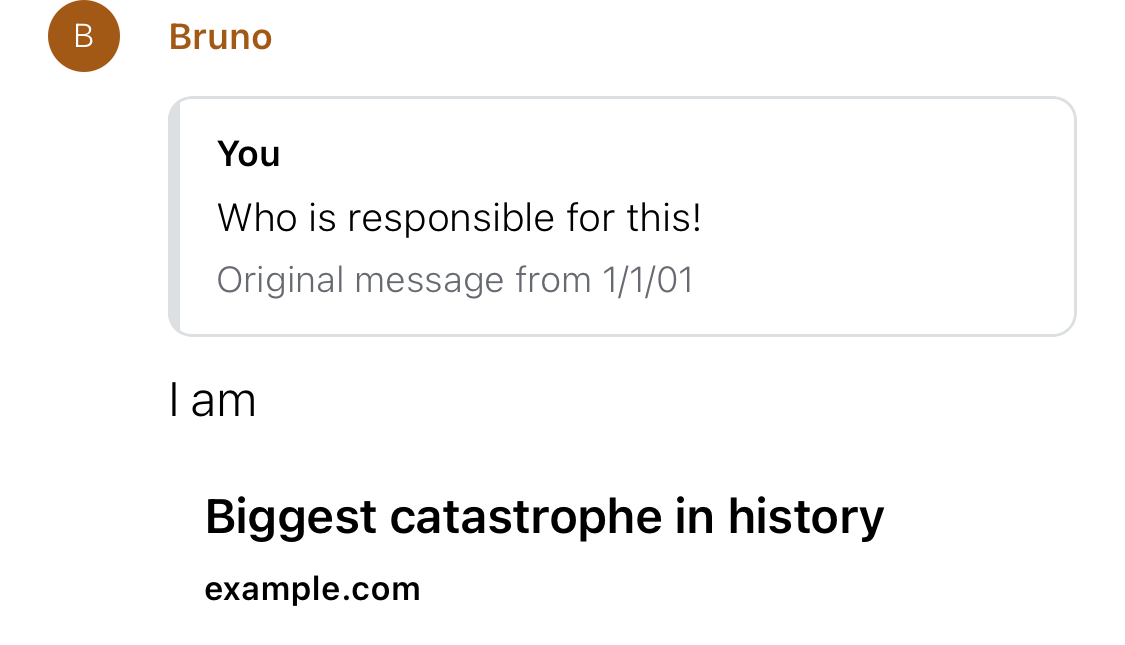 B
Bruno
You
Who is responsible for this!
Original message from 1/1/01
I am
Biggest catastrophe in history
example.com